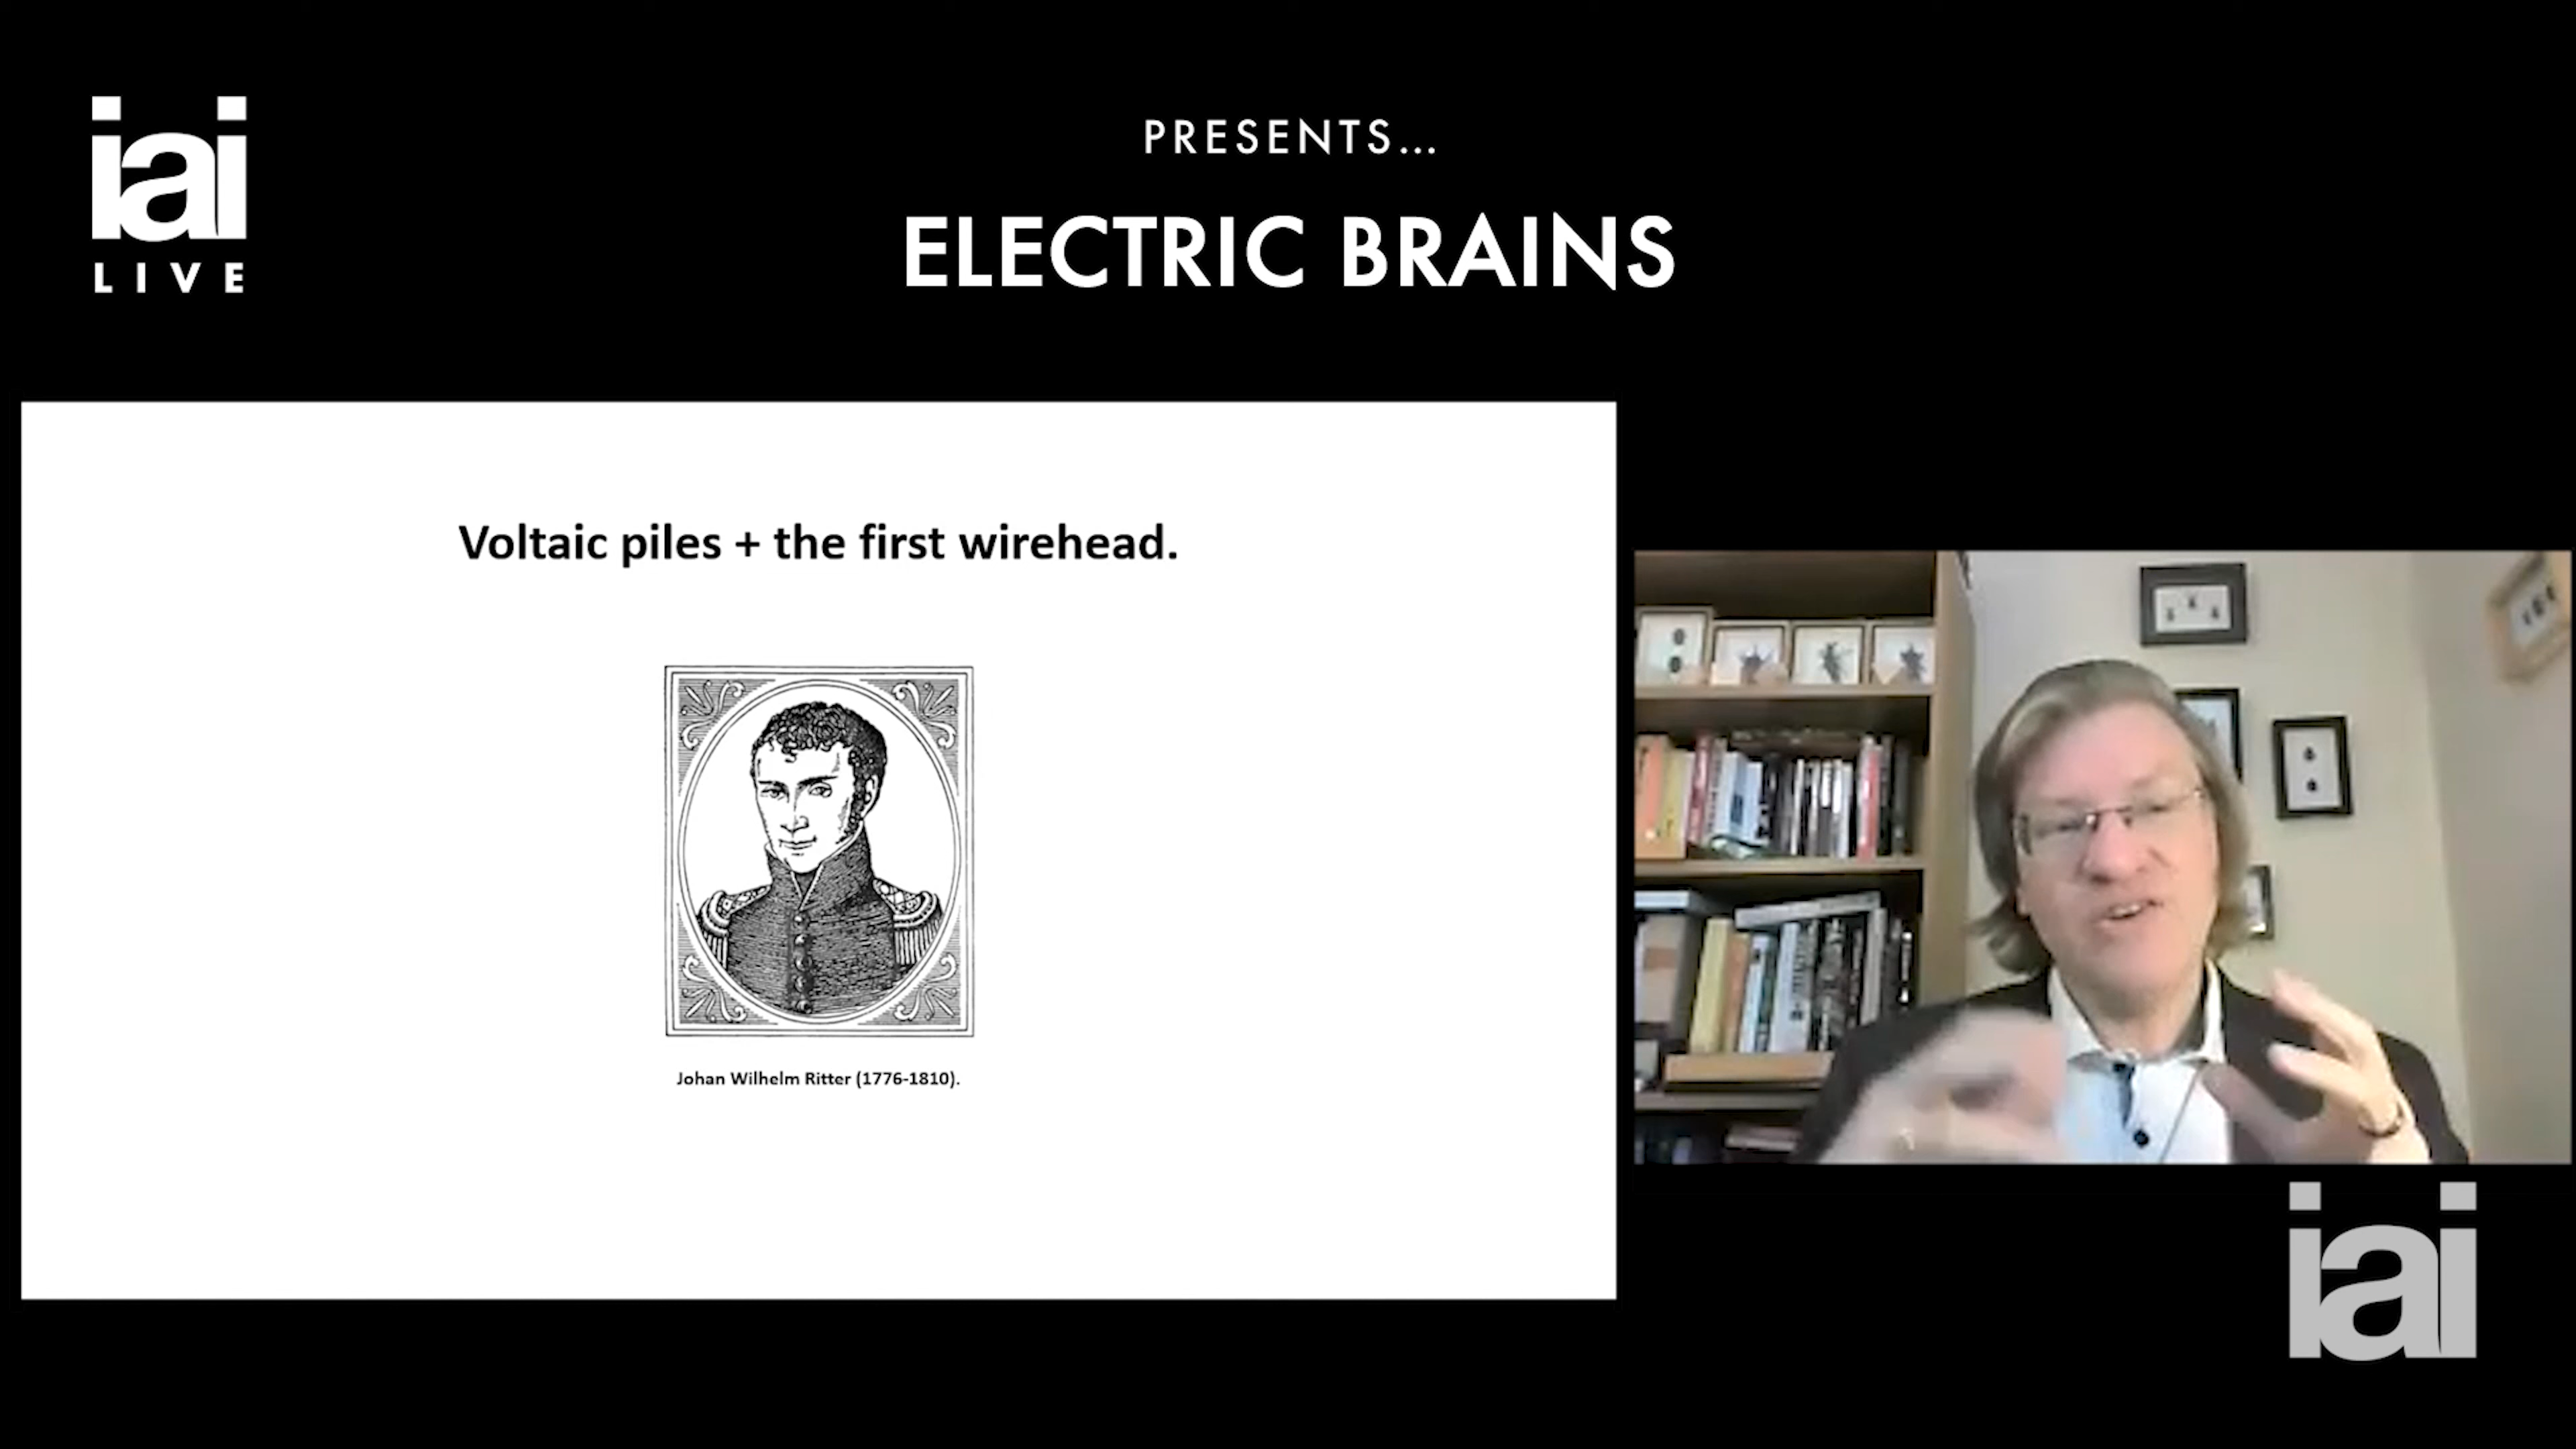 iai
LIVE
PRESENTS...
ELECTRIC BRAINS
Voltaic piles + the first wirehead.
Johan Wilhelm Ritter (1776-1810).
iai